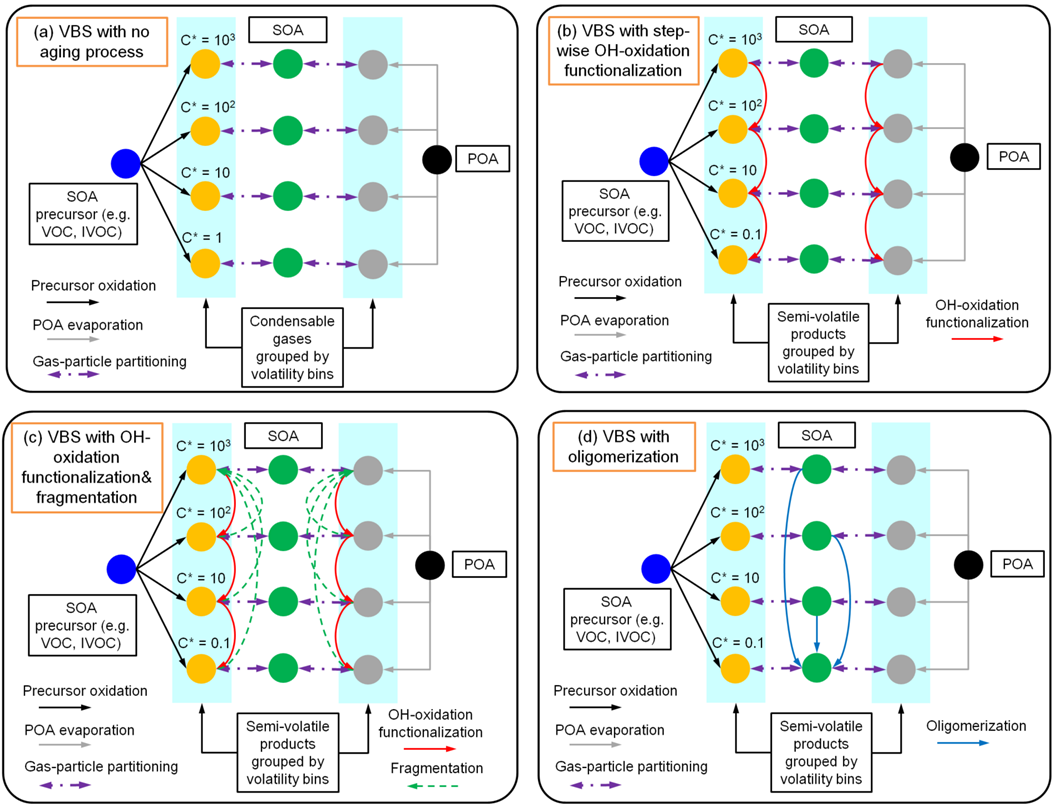 (a) VBS with no
aging process
SOA
C* = 10³
C* = 10²
C* = 10
C* = 1
SOA
precursor (e.g.
VOC, IVOC)
POA
Precursor oxidation
POA evaporation
Gas-particle partitioning
Condensable
gases
grouped by
volatility bins
(b) VBS with step-
wise OH-oxidation
functionalization
SOA
C* = 10³
C* = 10²
C* = 10
C* = 0.1
SOA
precursor (e.g.
VOC, IVOC)
POA
Precursor oxidation
POA evaporation
Gas-particle partitioning
Semi-volatile
products
grouped by
volatility bins
OH-oxidation
functionalization
(c) VBS with OH-
oxidation
functionalization&
fragmentation
SOA
C* = 10³
C* = 10²
C* = 10
C* = 0.1
SOA
precursor (e.g.
VOC, IVOC)
POA
Precursor oxidation
POA evaporation
Gas-particle partitioning
Semi-volatile
products
grouped by
volatility bins
OH-oxidation
functionalization
Fragmentation
(d) VBS with
oligomerization
SOA
C* = 10³
C* = 10²
C* = 10
C* = 0.1
SOA
precursor (e.g.
VOC, IVOC)
POA
Precursor oxidation
POA evaporation
Gas-particle partitioning
Semi-volatile
products
grouped by
volatility bins
Oligomerization